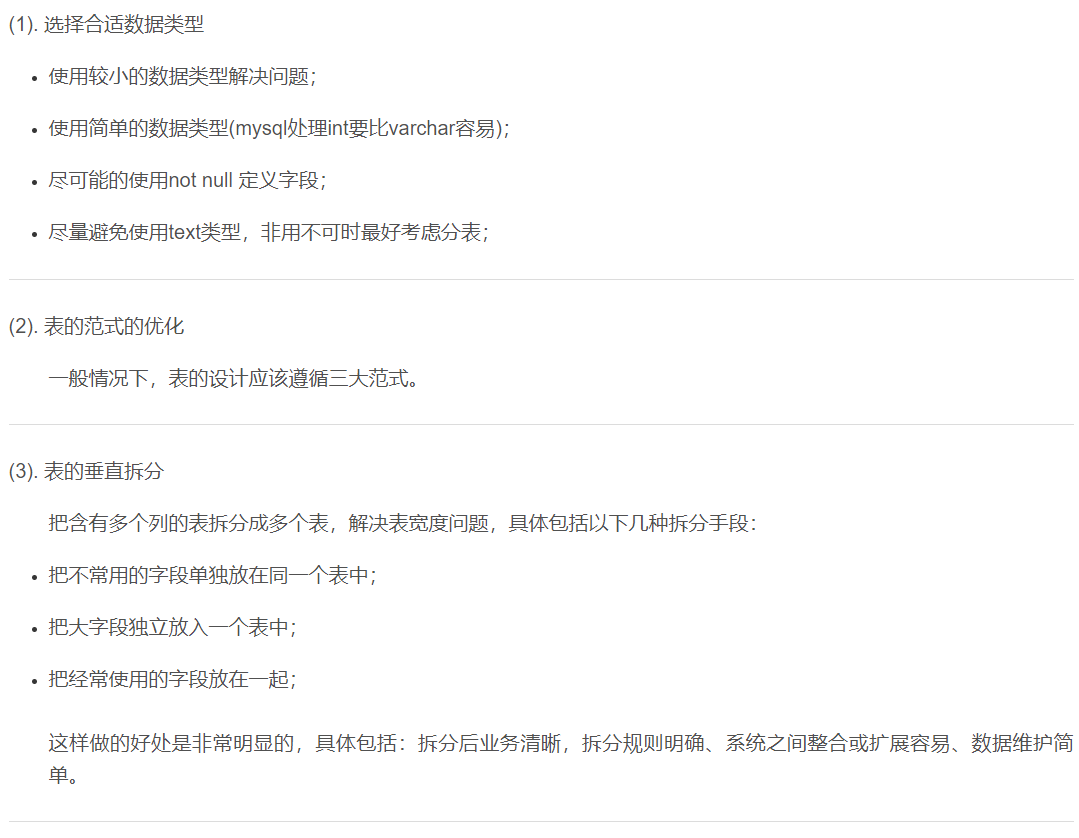 (1). 选择合适数据类型
使用较小的数据类型解决问题；
使用简单的数据类型(mysql处理int要比varchar容易)；
尽可能的使用not null 定义字段；
尽量避免使用text类型，非用不可时最好考虑分表；
(2). 表的范式的优化
一般情况下，表的设计应该遵循三大范式。
(3). 表的垂直拆分
把含有多个列的表拆分成多个表，解决表宽度问题，具体包括以下几种拆分手段：
把不常用的字段单独放在同一个表中；
把大字段独立放入一个表中；
把经常使用的字段放在一起；
这样做的好处是非常明显的，具体包括：拆分后业务清晰，拆分规则明确、系统之间整合或扩展容易、数据维护简
单。